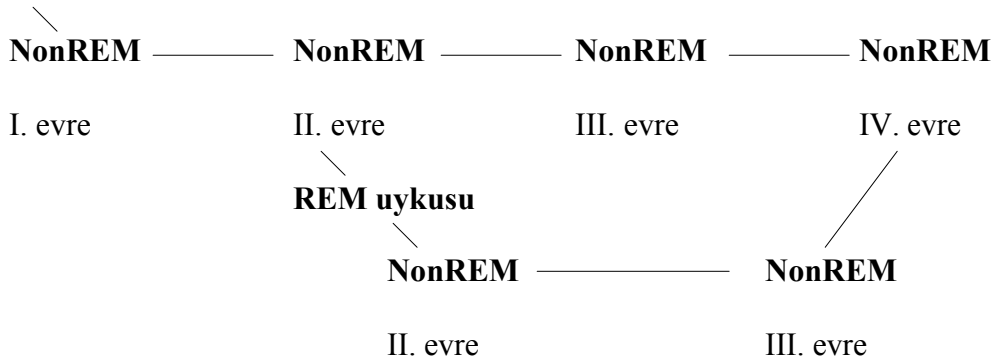 NonREM NonREM NonREM NonREM
I. evre II. evre III. evre IV. evre
REM uykusu
NonREM NonREM
II. evre III. evre